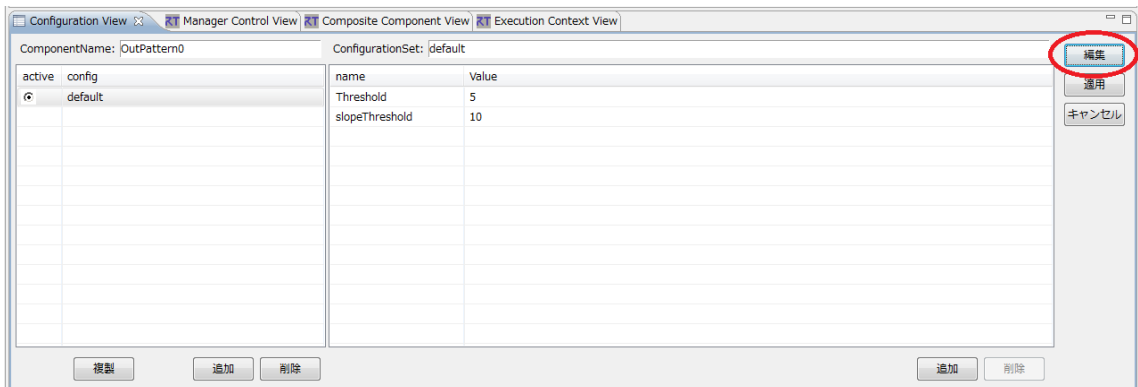 Configuration View RT Manager Control View RT Composite Component View RT Execution Context View
ComponentName: OutPattern0 ConfigurationSet: default 編集
active config name Value 適用
default Threshold 5
slopeThreshold 10 キャンセル
複製 追加 削除 追加 削除